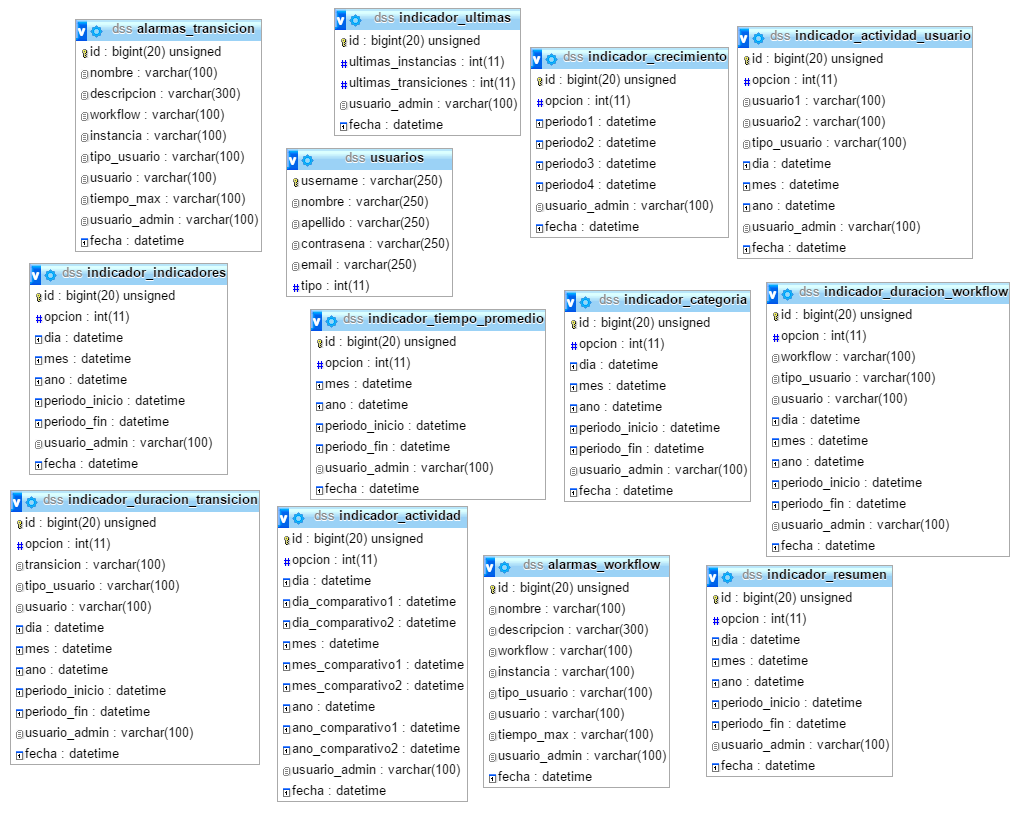 dss alarmas_transicion
id : bigint(20) unsigned
nombre : varchar(100)
descripcion : varchar(300)
workflow : varchar(100)
instancia : varchar(100)
tipo_usuario : varchar(100)
usuario : varchar(100)
tiempo_max : varchar(100)
usuario_admin : varchar(100)
fecha : datetime
dss indicador_ultimas
id : bigint(20) unsigned
ultimas_instancias : int(11)
ultimas_transiciones : int(11)
usuario_admin : varchar(100)
fecha : datetime
dss indicador_crecimiento
id : bigint(20) unsigned
opcion : int(11)
periodo1 : datetime
periodo2 : datetime
periodo3 : datetime
periodo4 : datetime
usuario_admin : varchar(100)
fecha : datetime
dss indicador_actividad_usuario
id : bigint(20) unsigned
opcion : int(11)
usuario1 : varchar(100)
usuario2 : varchar(100)
tipo_usuario : varchar(100)
dia : datetime
mes : datetime
ano : datetime
usuario_admin : varchar(100)
fecha : datetime
dss usuarios
username : varchar(250)
nombre : varchar(250)
apellido : varchar(250)
contrasena : varchar(250)
email : varchar(250)
tipo : int(11)
dss indicador_indicadores
id : bigint(20) unsigned
opcion : int(11)
dia : datetime
mes : datetime
ano : datetime
periodo_inicio : datetime
periodo_fin : datetime
usuario_admin : varchar(100)
fecha : datetime
dss indicador_tiempo_promedio
id : bigint(20) unsigned
opcion : int(11)
mes : datetime
ano : datetime
periodo_inicio : datetime
periodo_fin : datetime
usuario_admin : varchar(100)
fecha : datetime
dss indicador_categoria
id : bigint(20) unsigned
opcion : int(11)
dia : datetime
mes : datetime
ano : datetime
periodo_inicio : datetime
periodo_fin : datetime
usuario_admin : varchar(100)
fecha : datetime
dss indicador_duracion_workflow
id : bigint(20) unsigned
opcion : int(11)
workflow : varchar(100)
tipo_usuario : varchar(100)
usuario : varchar(100)
dia : datetime
mes : datetime
ano : datetime
periodo_inicio : datetime
periodo_fin : datetime
usuario_admin : varchar(100)
fecha : datetime
dss indicador_duracion_transicion
id : bigint(20) unsigned
opcion : int(11)
transicion : varchar(100)
tipo_usuario : varchar(100)
usuario : varchar(100)
dia : datetime
mes : datetime
ano : datetime
periodo_inicio : datetime
periodo_fin : datetime
usuario_admin : varchar(100)
fecha : datetime
dss indicador_actividad
id : bigint(20) unsigned
opcion : int(11)
dia : datetime
dia_comparativo1 : datetime
dia_comparativo2 : datetime
mes : datetime
mes_comparativo1 : datetime
mes_comparativo2 : datetime
ano : datetime
ano_comparativo1 : datetime
ano_comparativo2 : datetime
usuario_admin : varchar(100)
fecha : datetime
dss alarmas_workflow
id : bigint(20) unsigned
nombre : varchar(100)
descripcion : varchar(300)
workflow : varchar(100)
instancia : varchar(100)
tipo_usuario : varchar(100)
usuario : varchar(100)
tiempo_max : varchar(100)
usuario_admin : varchar(100)
fecha : datetime
dss indicador_resumen
id : bigint(20) unsigned
opcion : int(11)
dia : datetime
mes : datetime
ano : datetime
periodo_inicio : datetime
periodo_fin : datetime
usuario_admin : varchar(100)
fecha : datetime